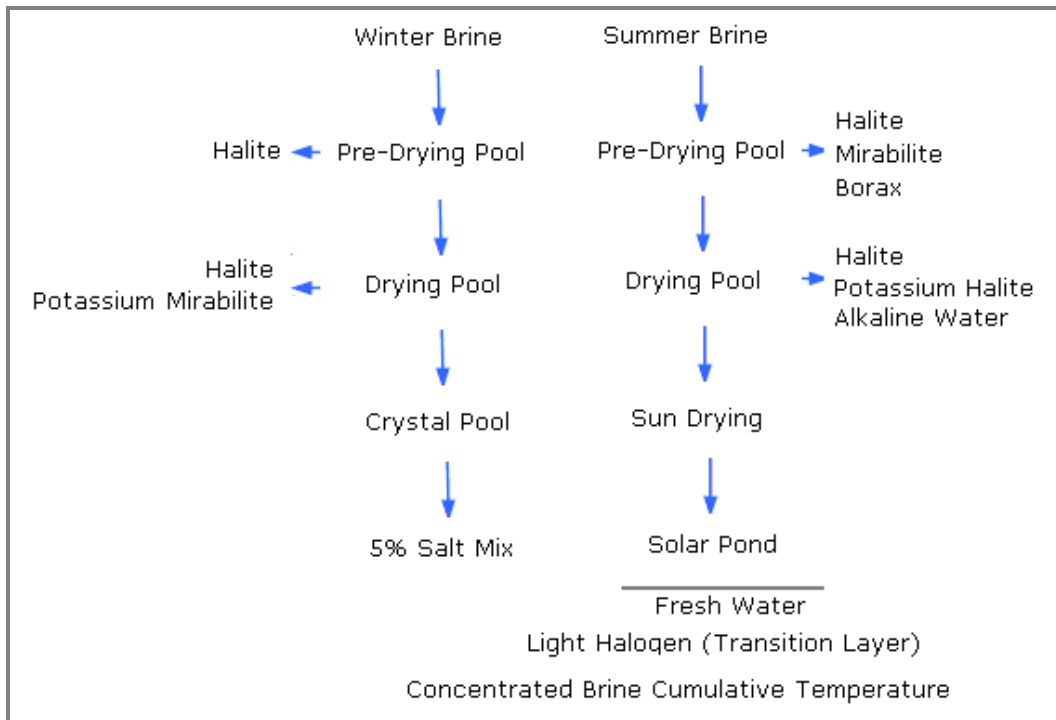 Winter Brine
Summer Brine
Halite
Pre-Drying Pool
Pre-Drying Pool
Halite
Mirabilite
Borax
Halite
Potassium Mirabilite
Drying Pool
Drying Pool
Halite
Potassium Halite
Alkaline Water
Crystal Pool
Sun Drying
5% Salt Mix
Solar Pond
Fresh Water
Light Halogen (Transition Layer)
Concentrated Brine Cumulative Temperature